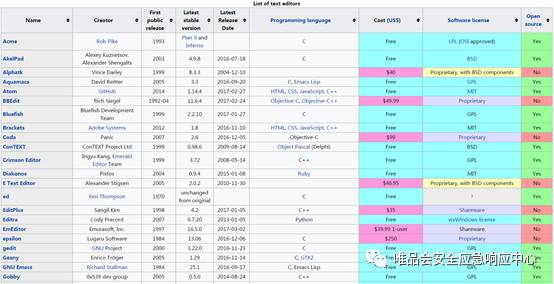 List of text editors
Name Creator First public release Latest stable version Latest Release Date Programming language Cost (US$) Software license Open source
Acme Rob Pike 1993 Plan 9 and Inferno C Free LPL (OSI approved) Yes
AkelPad Alexey Kuznetsov, Alexander Shengalts 2003 4.9.8 2016-07-18 C Free BSD Yes
Alphatk Vince Darley 1999 8.3.3 2004-12-10 $40 Proprietary, with BSD components No
Aquamacs David Reitter 2005 3.3 2016-09-20 C, Emacs Lisp Free GPL Yes
Atom GitHub 2014 1.14.4 2017-02-27 HTML, CSS, JavaScript, C++ Free MIT Yes
BBEdit Rich Siegel 1992-04 11.6.4 2017-02-23 Objective-C, Objective-C++ $49.99 Proprietary No
Bluefish Bluefish Development Team 1999 2.2.10 2017-01-27 C Free GPL Yes
Brackets Adobe Systems 2012 1.8 2016-11-10 HTML, CSS, JavaScript, C++ Free MIT Yes
Coda Panic 2007 2.6 2016-12-05 Objective-C $99 Proprietary No
ConTEXT ConTEXT Project Ltd 1999 0.98.6 2009-08-14 Object Pascal (Delphi) Free BSD Yes
Crimson Editor Ingyu Kang, Emerald Editor Team 1999 3.72 2008-05-14 C++ Free GPL Yes
Diakonos Pistos 2004 0.9.4 2015-01-08 Ruby Free MIT Yes
E Text Editor Alexander Stigsen 2005 2.0.2 2010-11-30 $46.95 Proprietary, with BSD components No
ed Ken Thompson 1970 unchanged from original C Free ? Yes
EditPlus Sangil Kim 1998 4.2 2017-01-05 C++ $35 Shareware No
Editra Cody Precord 2007 0.7.20 2013-01-05 Python Free wxWindows license Yes
EmEditor Emurasoft, Inc. 1997 16.5.0 2017-03-02 C++ $39.99 1-user Shareware No
epsilon Lugaru Software 1984 13.06 2016-12-06 C $250 Proprietary No
gedit GNU Project 2000 3.22.0 2016-11-23 C Free GPL Yes
Geany Enrico Tröger 2005 1.29 2016-11-14 C, GTK2 Free
GNU Emacs Richard Stallman 1984 25.1 2016-09-17 C, Emacs Lisp Free
Gobby 0x539 dev group 2005 0.5.0 2014-08-24 C++ Free
唯品会安全应急响应中心